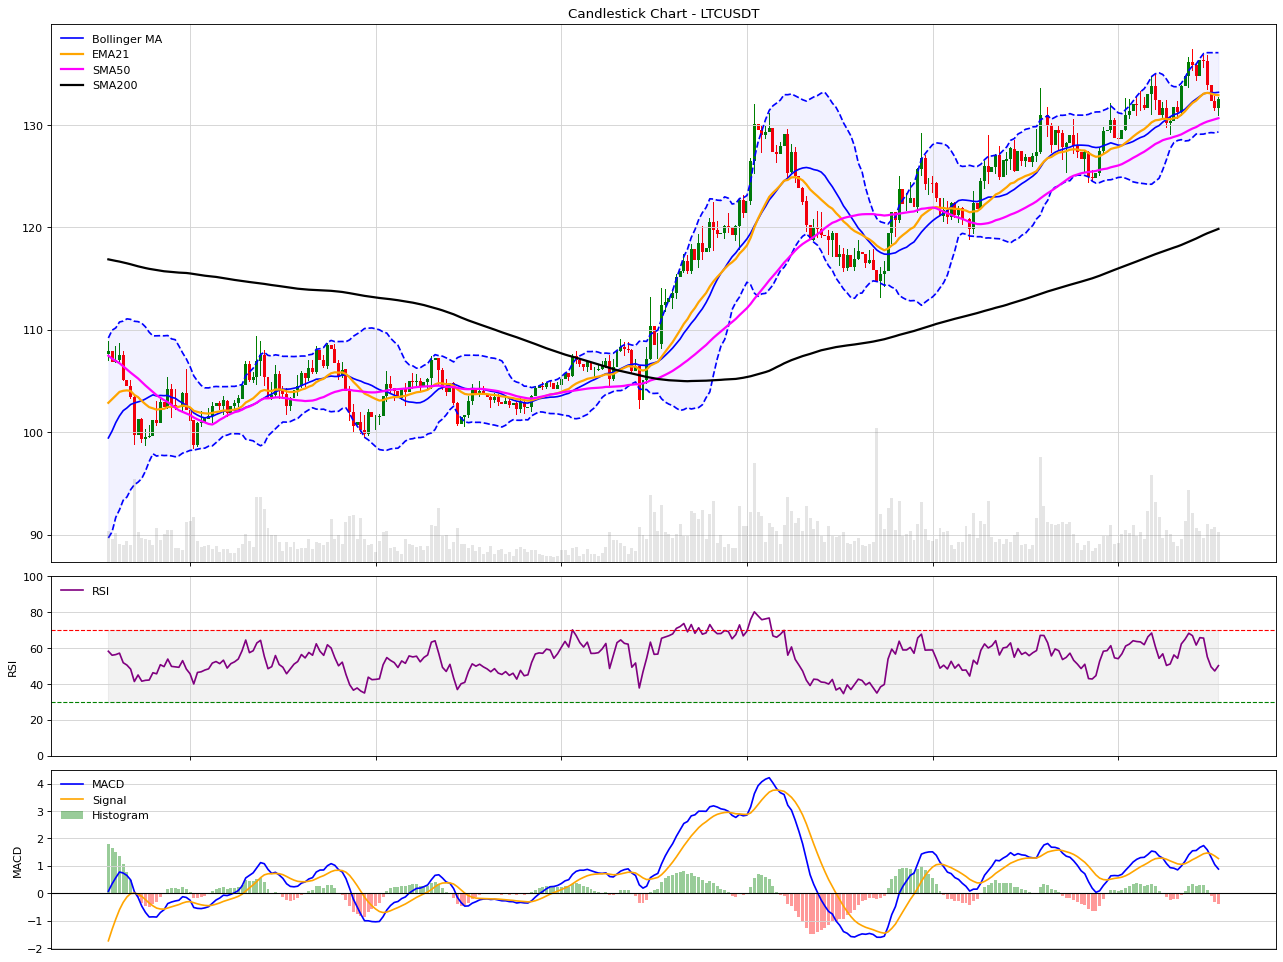 Candlestick Chart - LTCUSDT
Bollinger MA
EMA21
SMA50
SMA200
130
120
110
100
90
100
80
60
40
20
0
RSI
RSI
4
3
2
1
0
−1
−2
MACD
MACD
Signal
Histogram